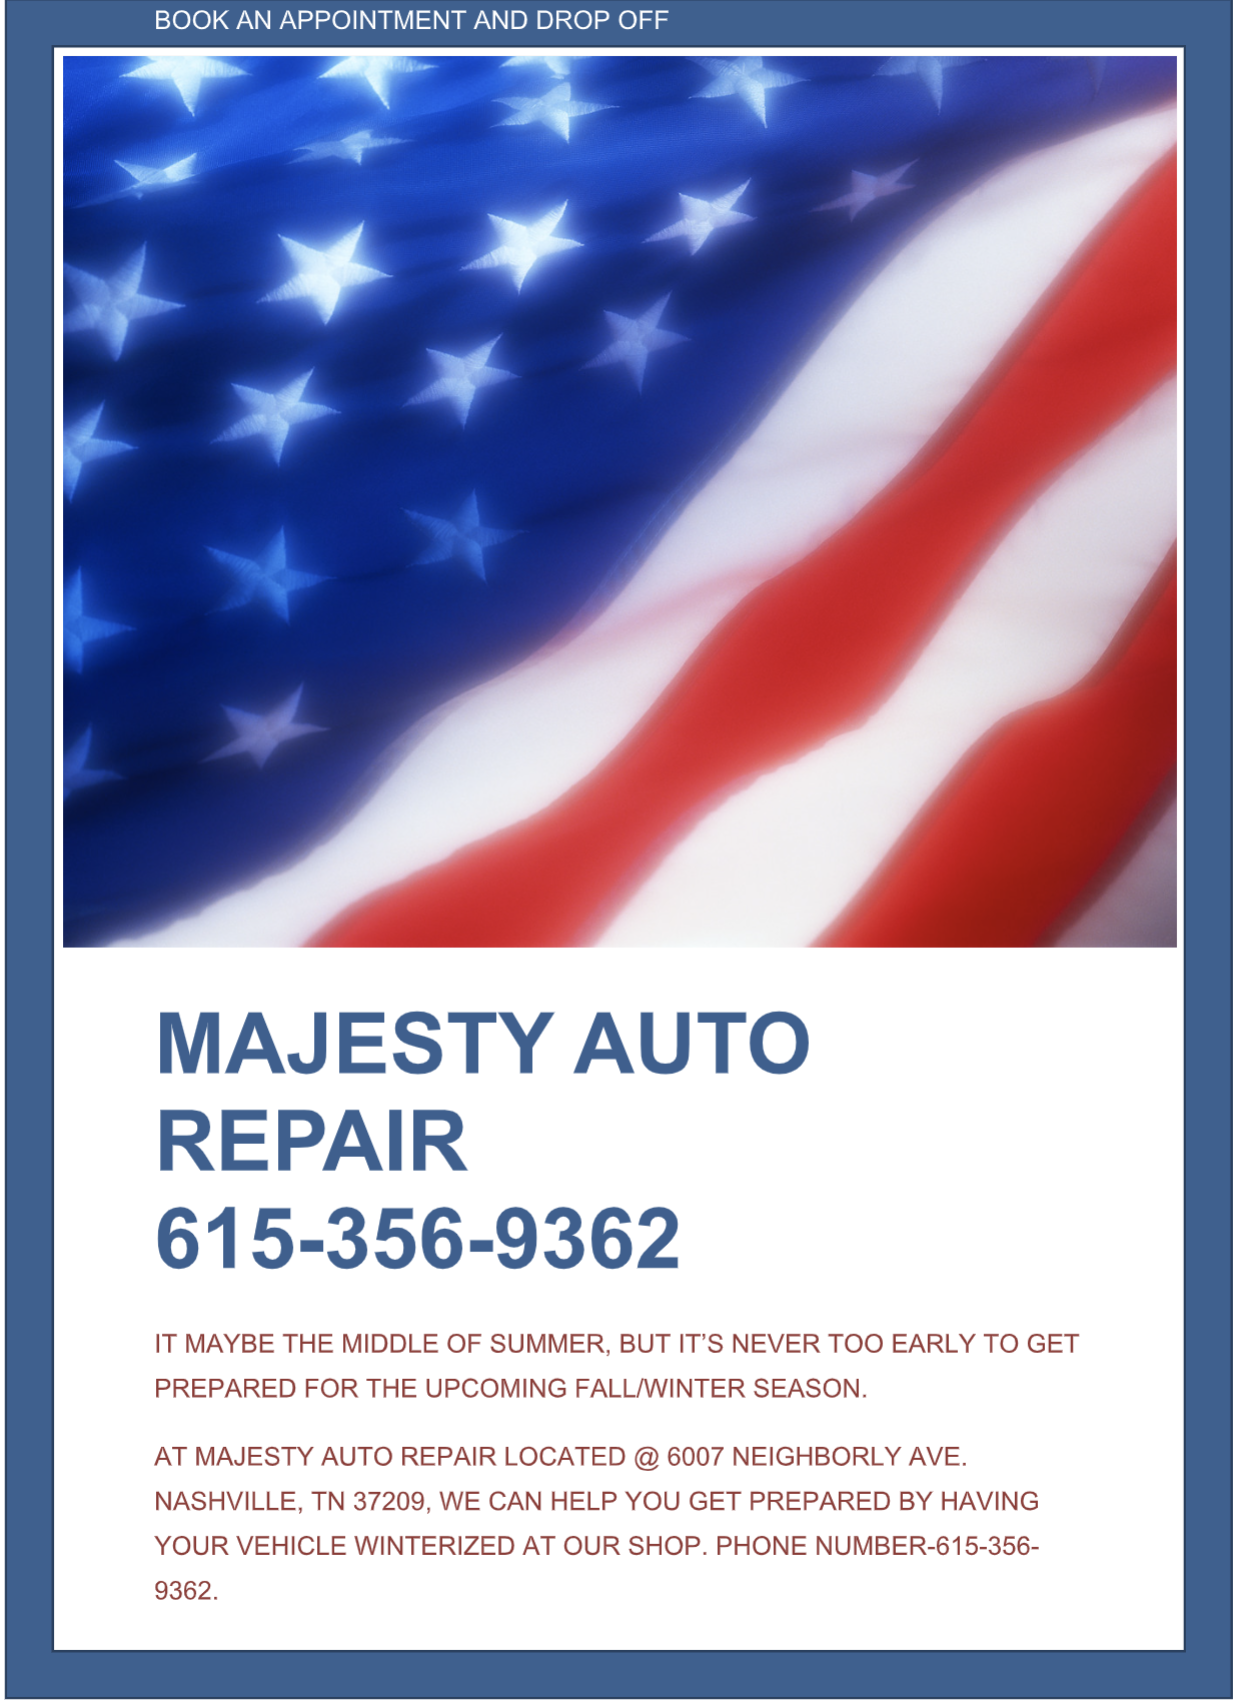 BOOK AN APPOINTMENT AND DROP OFF
MAJESTY AUTO
REPAIR
615-356-9362
IT MAYBE THE MIDDLE OF SUMMER, BUT IT’S NEVER TOO EARLY TO GET
PREPARED FOR THE UPCOMING FALL/WINTER SEASON.
AT MAJESTY AUTO REPAIR LOCATED @ 6007 NEIGHBORLY AVE.
NASHVILLE, TN 37209, WE CAN HELP YOU GET PREPARED BY HAVING
YOUR VEHICLE WINTERIZED AT OUR SHOP. PHONE NUMBER-615-356-
9362.